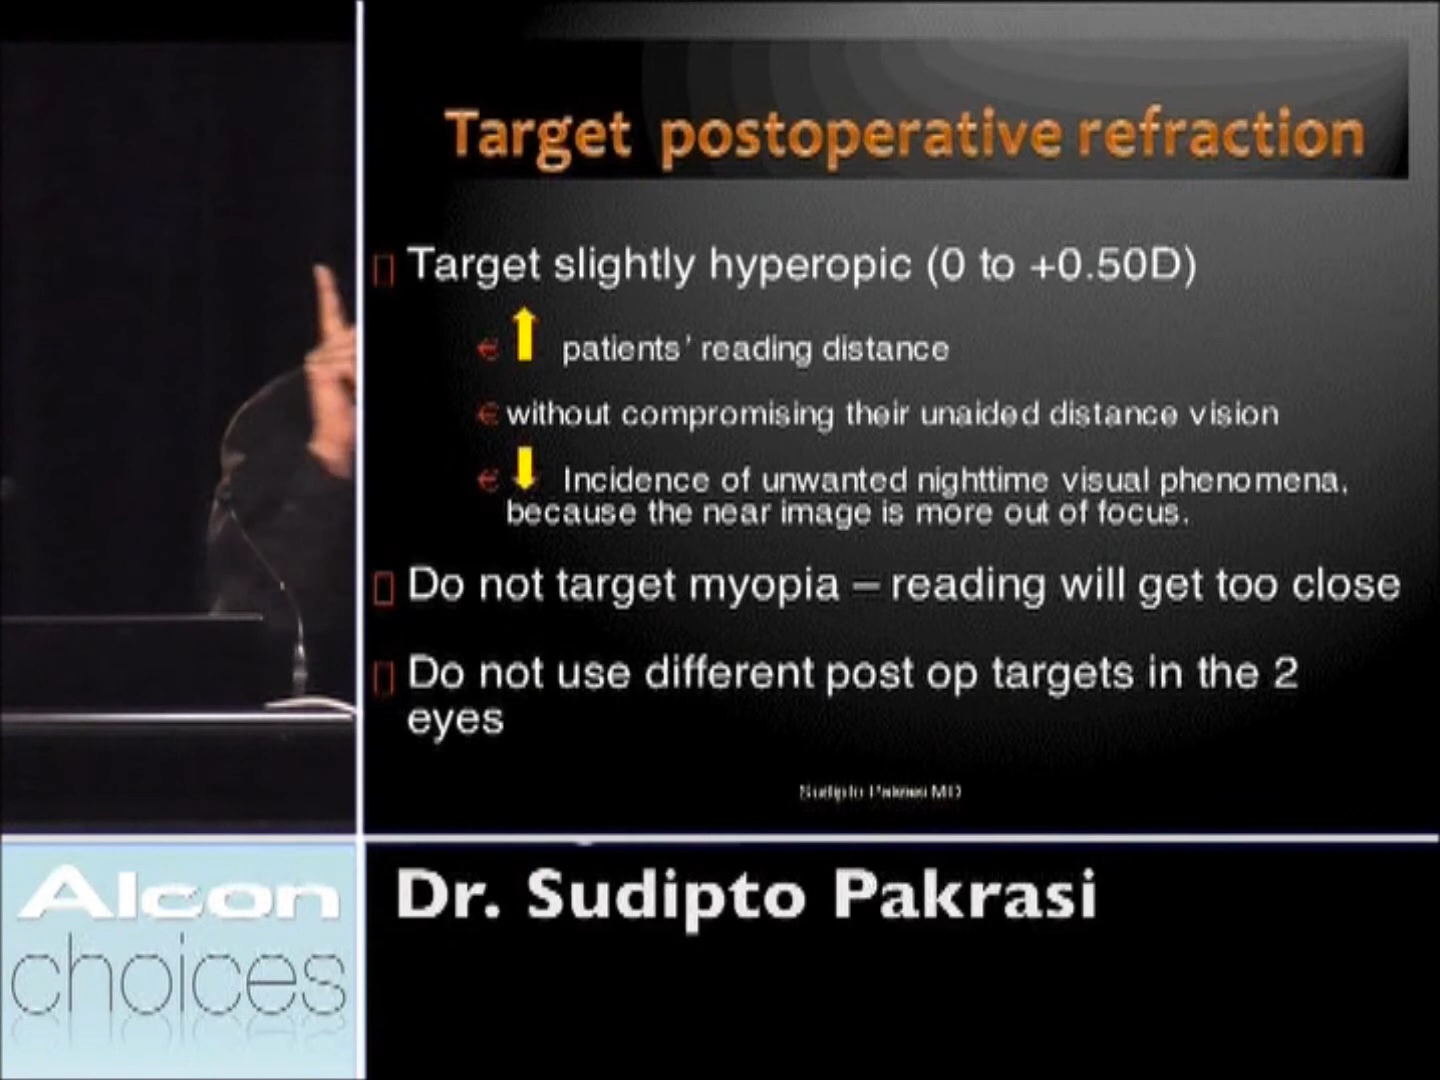 Target postoperative refraction
Target slightly hyperopic (0 to +0.50D)
patients' reading distance
without compromising their unaided distance vision
Incidence of unwanted nighttime visual phenomena,
because the near image is more out of focus.
Do not target myopia – reading will get too close
Do not use different post op targets in the 2
eyes
Sudipto Pakrasi MD
Alcon
choices
Dr. Sudipto Pakrasi